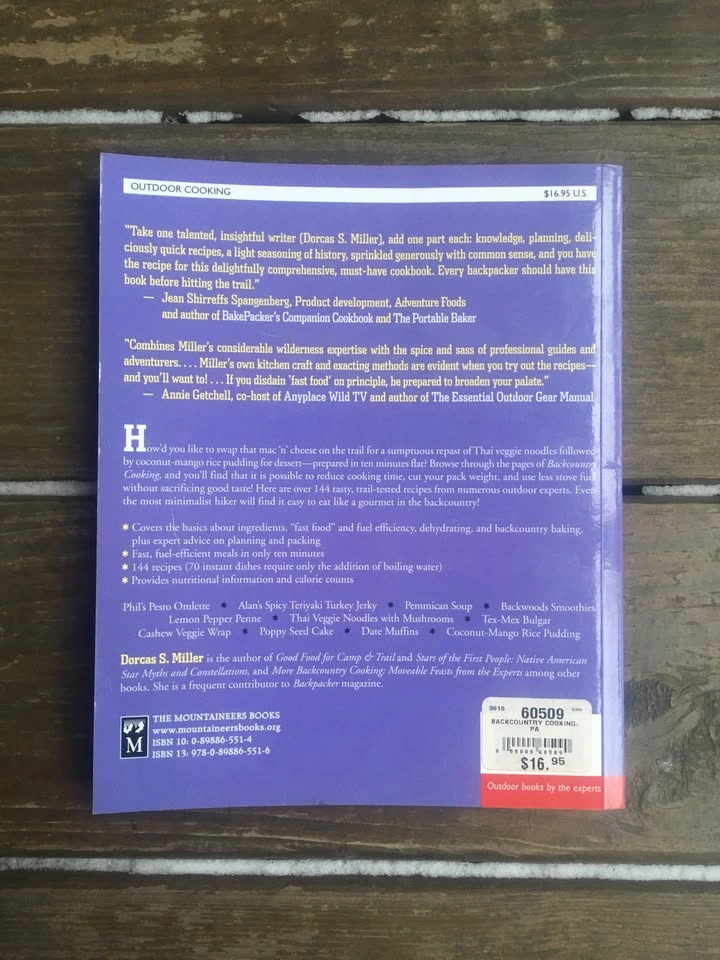 OUTDOOR COOKING $16.95 U.S.
"Take one talented, insightful writer (Dorcas S. Miller), add one part each: knowledge, planning, deli-
ciously quick recipes, a light seasoning of history, sprinkled generously with common sense, and you have
the recipe for this delightfully comprehensive, must-have cookbook. Every backpacker should have this
book before hitting the trail."
— Jean Shirreffs Spangenberg, Product development, Adventure Foods
and author of BakePacker's Companion Cookbook and The Portable Baker
"Combines Miller's considerable wilderness expertise with the spice and sass of professional guides and
adventurers. . . . Miller's own kitchen craft and exacting methods are evident when you try out the recipes—
and you'll want to! . . . If you disdain 'fast food' on principle, be prepared to broaden your palate."
— Annie Getchell, co-host of Anyplace Wild TV and author of The Essential Outdoor Gear Manual
How'd you like to swap that mac 'n' cheese on the trail for a sumptuous repast of Thai veggie noodles followed
by coconut-mango rice pudding for dessert—prepared in ten minutes flat? Browse through the pages of Backcountry
Cooking, and you'll find that it is possible to reduce cooking time, cut your pack weight, and use less stove fuel
without sacrificing good taste! Here are over 144 tasty, trail-tested recipes from numerous outdoor experts. Even
the most minimalist hiker will find it easy to eat like a gourmet in the backcountry!
* Covers the basics about ingredients, "fast food" and fuel efficiency, dehydrating, and backcountry baking,
plus expert advice on planning and packing
* Fast, fuel-efficient meals in only ten minutes
* 144 recipes (70 instant dishes require only the addition of boiling water)
* Provides nutritional information and calorie counts
Phil's Pesto Omlette * Alan's Spicy Teriyaki Turkey Jerky * Pemmican Soup * Backwoods Smoothies
Lemon Pepper Penne * Thai Veggie Noodles with Mushrooms * Tex-Mex Bulgar
Cashew Veggie Wrap * Poppy Seed Cake * Date Muffins * Coconut-Mango Rice Pudding
Dorcas S. Miller is the author of Good Food for Camp & Trail and Stars of the First People: Native American
Star Myths and Constellations, and More Backcountry Cooking: Moveable Feasts from the Experts among other
books. She is a frequent contributor to Backpacker magazine.
M
THE MOUNTAINEERS BOOKS
www.mountaineersbooks.org
ISBN 10: 0-89886-551-4
ISBN 13: 978-0-89886-551-6
3610
60509
BACKCOUNTRY COOKING:
PA
$16.95
Outdoor books by the experts